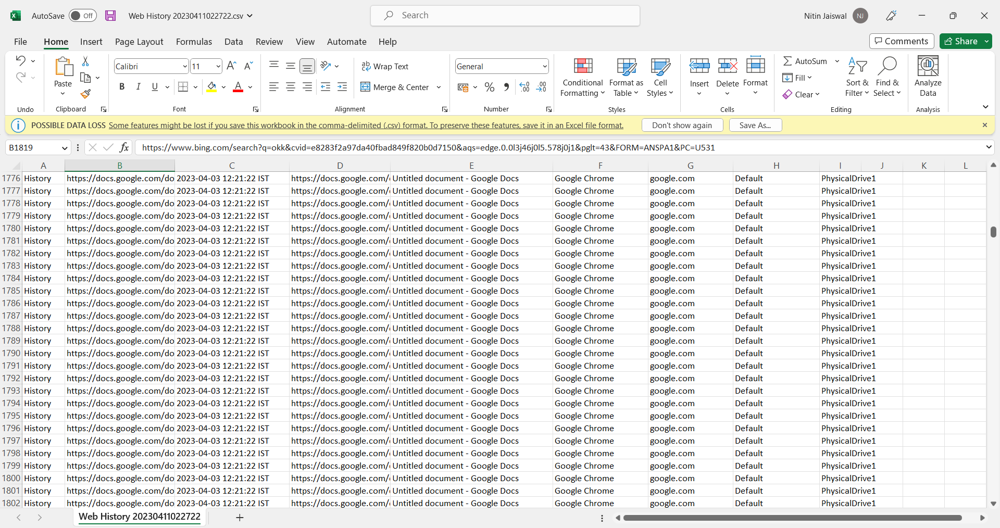 AutoSave Off Web History 20230411022722.csv Search Nitin Jaiswal NJ
File Home Insert Page Layout Formulas Data Review View Automate Help Comments Share
Calibri 11 Wrap Text General AutoSum
Paste Conditional Formatting Format as Table Cell Styles Insert Delete Format Fill Sort & Filter Find & Select Analyze Data
B I U A Merge & Center % Clear
Undo Clipboard Font Alignment Number Styles Cells Editing Analysis
POSSIBLE DATA LOSS Some features might be lost if you save this workbook in the comma-delimited (.csv) format. To preserve these features, save it in an Excel file format. Don't show again Save As...
B1819 fx https://www.bing.com/search?q=okk&cvid=e8283f2a97da40fbad849f820b0d7150&aqs=edge.0.0l3j46j0l5.578j0j1&pglt=43&FORM=ANSPA1&PC=U531
A B C D E F G H I J K L
1776 History https://docs.google.com/do 2023-04-03 12:21:22 IST https://docs.google.com/ Untitled document - Google Docs Google Chrome google.com Default PhysicalDrive1
1777 History https://docs.google.com/do 2023-04-03 12:21:22 IST https://docs.google.com/ Untitled document - Google Docs Google Chrome google.com Default PhysicalDrive1
1778 History https://docs.google.com/do 2023-04-03 12:21:22 IST https://docs.google.com/ Untitled document - Google Docs Google Chrome google.com Default PhysicalDrive1
1779 History https://docs.google.com/do 2023-04-03 12:21:22 IST https://docs.google.com/ Untitled document - Google Docs Google Chrome google.com Default PhysicalDrive1
1780 History https://docs.google.com/do 2023-04-03 12:21:22 IST https://docs.google.com/ Untitled document - Google Docs Google Chrome google.com Default PhysicalDrive1
1781 History https://docs.google.com/do 2023-04-03 12:21:22 IST https://docs.google.com/ Untitled document - Google Docs Google Chrome google.com Default PhysicalDrive1
1782 History https://docs.google.com/do 2023-04-03 12:21:22 IST https://docs.google.com/ Untitled document - Google Docs Google Chrome google.com Default PhysicalDrive1
1783 History https://docs.google.com/do 2023-04-03 12:21:22 IST https://docs.google.com/ Untitled document - Google Docs Google Chrome google.com Default PhysicalDrive1
1784 History https://docs.google.com/do 2023-04-03 12:21:22 IST https://docs.google.com/ Untitled document - Google Docs Google Chrome google.com Default PhysicalDrive1
1785 History https://docs.google.com/do 2023-04-03 12:21:22 IST https://docs.google.com/ Untitled document - Google Docs Google Chrome google.com Default PhysicalDrive1
1786 History https://docs.google.com/do 2023-04-03 12:21:22 IST https://docs.google.com/ Untitled document - Google Docs Google Chrome google.com Default PhysicalDrive1
1787 History https://docs.google.com/do 2023-04-03 12:21:22 IST https://docs.google.com/ Untitled document - Google Docs Google Chrome google.com Default PhysicalDrive1
1788 History https://docs.google.com/do 2023-04-03 12:21:22 IST https://docs.google.com/ Untitled document - Google Docs Google Chrome google.com Default PhysicalDrive1
1789 History https://docs.google.com/do 2023-04-03 12:21:22 IST https://docs.google.com/ Untitled document - Google Docs Google Chrome google.com Default PhysicalDrive1
1790 History https://docs.google.com/do 2023-04-03 12:21:22 IST https://docs.google.com/ Untitled document - Google Docs Google Chrome google.com Default PhysicalDrive1
1791 History https://docs.google.com/do 2023-04-03 12:21:22 IST https://docs.google.com/ Untitled document - Google Docs Google Chrome google.com Default PhysicalDrive1
1792 History https://docs.google.com/do 2023-04-03 12:21:22 IST https://docs.google.com/ Untitled document - Google Docs Google Chrome google.com Default PhysicalDrive1
1793 History https://docs.google.com/do 2023-04-03 12:21:22 IST https://docs.google.com/ Untitled document - Google Docs Google Chrome google.com Default PhysicalDrive1
1794 History https://docs.google.com/do 2023-04-03 12:21:22 IST https://docs.google.com/ Untitled document - Google Docs Google Chrome google.com Default PhysicalDrive1
1795 History https://docs.google.com/do 2023-04-03 12:21:22 IST https://docs.google.com/ Untitled document - Google Docs Google Chrome google.com Default PhysicalDrive1
1796 History https://docs.google.com/do 2023-04-03 12:21:22 IST https://docs.google.com/ Untitled document - Google Docs Google Chrome google.com Default PhysicalDrive1
1797 History https://docs.google.com/do 2023-04-03 12:21:22 IST https://docs.google.com/ Untitled document - Google Docs Google Chrome google.com Default PhysicalDrive1
1798 History https://docs.google.com/do 2023-04-03 12:21:22 IST https://docs.google.com/ Untitled document - Google Docs Google Chrome google.com Default PhysicalDrive1
1799 History https://docs.google.com/do 2023-04-03 12:21:22 IST https://docs.google.com/ Untitled document - Google Docs Google Chrome google.com Default PhysicalDrive1
1800 History https://docs.google.com/do 2023-04-03 12:21:22 IST https://docs.google.com/ Untitled document - Google Docs Google Chrome google.com Default PhysicalDrive1
1801 History https://docs.google.com/do 2023-04-03 12:21:22 IST https://docs.google.com/ Untitled document - Google Docs Google Chrome google.com Default PhysicalDrive1
1802 History https://docs.google.com/do 2023-04-03 12:21:22 IST https://docs.google.com/ Untitled document - Google Docs Google Chrome google.com Default PhysicalDrive1
Web History 20230411022722